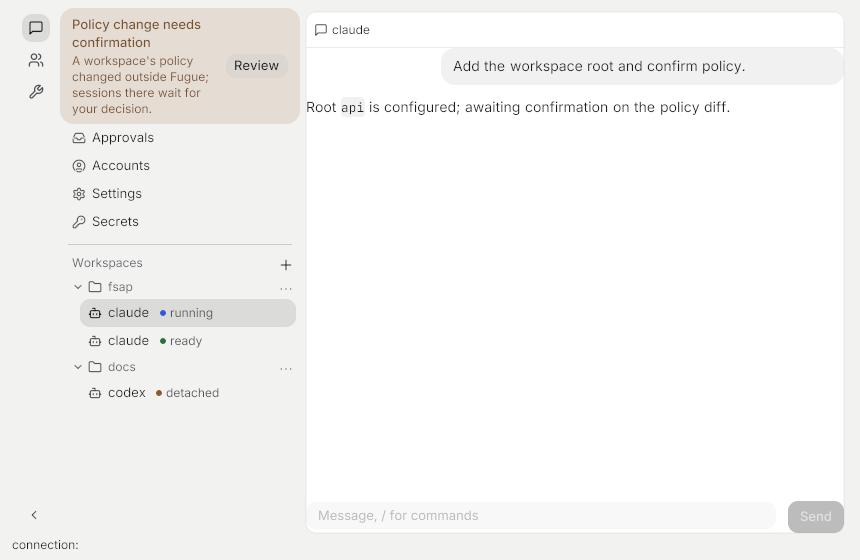 Policy change needs
confirmation
A workspace's policy
changed outside Fugue;
sessions there wait for
your decision.
Review
Approvals
Accounts
Settings
Secrets
Workspaces
fsap
...
claude running
claude ready
docs
...
codex detached
connection:
claude
Add the workspace root and confirm policy.
Root api is configured; awaiting confirmation on the policy diff.
Message, / for commands
Send